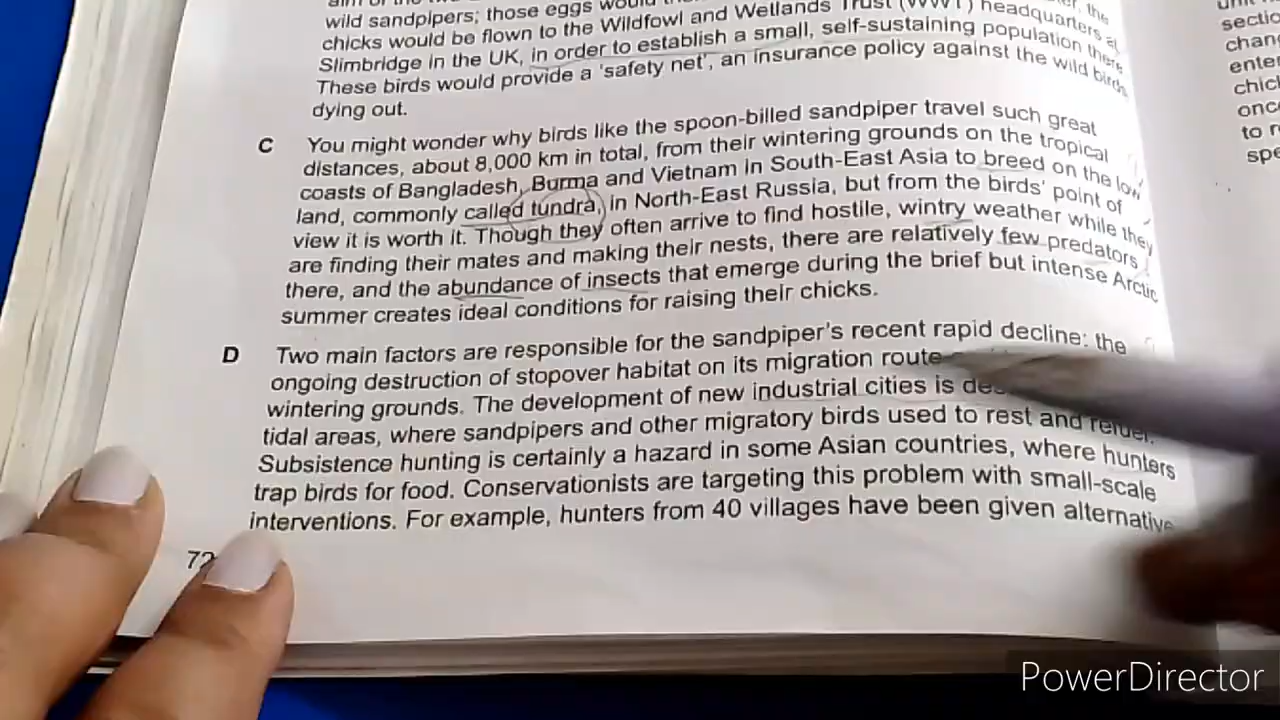 wild sandpipers; those eggs would
chicks would be flown to the Wildfowl and Wetlands Trust (WWT) headquarters at
Slimbridge in the UK, in order to establish a small, self-sustaining population there
These birds would provide a 'safety net', an insurance policy against the wild birds
dying out.
C You might wonder why birds like the spoon-billed sandpiper travel such great
distances, about 8,000 km in total, from their wintering grounds on the tropical
coasts of Bangladesh, Burma and Vietnam in South-East Asia to breed on the low
land, commonly called tundra, in North-East Russia, but from the birds' point of
view it is worth it. Though they often arrive to find hostile, wintry weather while they
are finding their mates and making their nests, there are relatively few predators
there, and the abundance of insects that emerge during the brief but intense Arctic
summer creates ideal conditions for raising their chicks.
D Two main factors are responsible for the sandpiper's recent rapid decline: the
ongoing destruction of stopover habitat on its migration route
wintering grounds. The development of new industrial cities is
tidal areas, where sandpipers and other migratory birds used to rest and refuel.
Subsistence hunting is certainly a hazard in some Asian countries, where hunters
trap birds for food. Conservationists are targeting this problem with small-scale
interventions. For example, hunters from 40 villages have been given alternative
72
sectio
chan
enter
chic
onc
to r
spe
PowerDirector